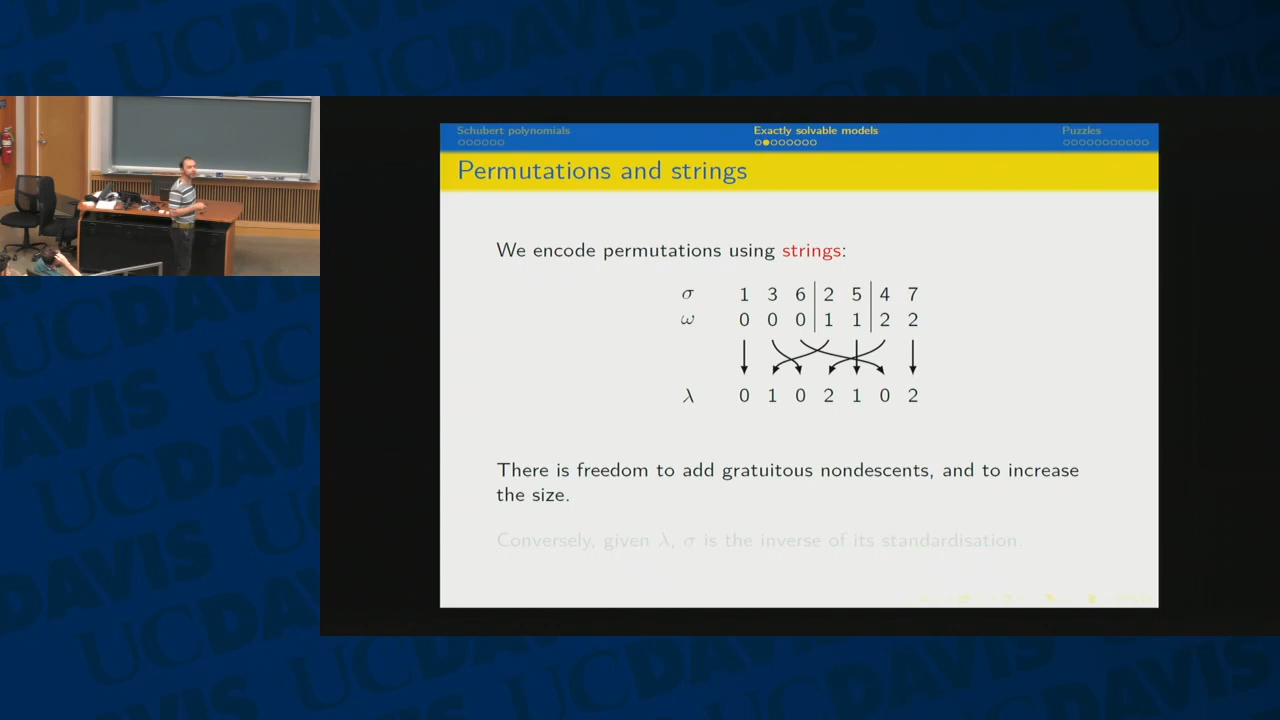 Schubert polynomials
Exactly solvable models
Puzzles
Permutations and strings
We encode permutations using strings:
σ 1 3 6 2 5 4 7
ω 0 0 0 1 1 2 2
λ 0 1 0 2 1 0 2
There is freedom to add gratuitous nondescents, and to increase
the size.
Conversely, given λ, σ is the inverse of its standardisation.
UCDAVIS